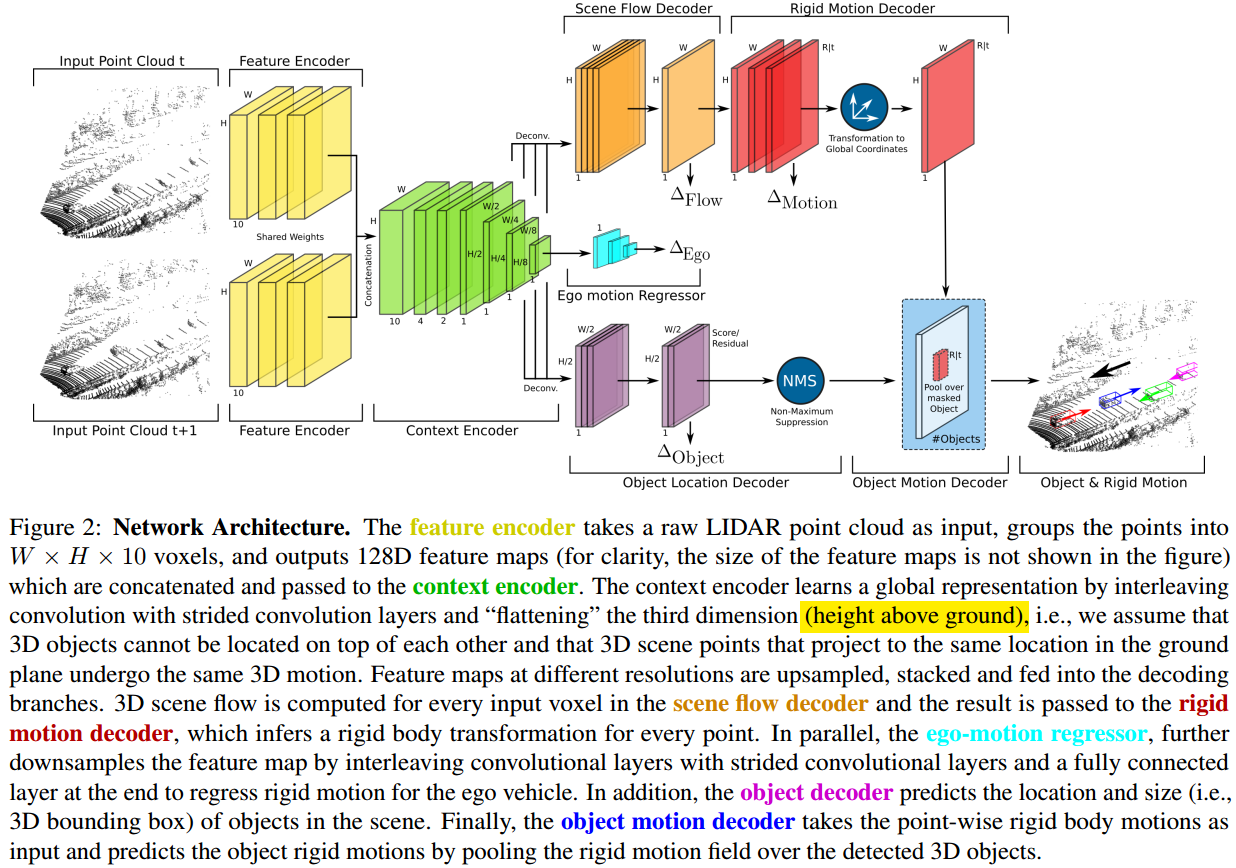 Scene Flow Decoder
Rigid Motion Decoder
Input Point Cloud t
Feature Encoder
W
H
10
Shared Weights
W
H
10
Input Point Cloud t+1
Feature Encoder
Concatenation
W
H
W/2
W/4
W/8
H/2
H/4
H/8
10
4
2
1
1
1
1
Context Encoder
Deconv.
Deconv.
W
H
1
W
H
1
ΔFlow
W
R|t
H
1
ΔMotion
Transformation to
Global Coordinates
W
R|t
H
1
1
ΔEgo
Ego motion Regressor
W/2
H/2
1
W/2
H/2
1
Score/
Residual
ΔObject
NMS
Non-Maximum
Suppression
R|t
Pool over
masked
Object
#Objects
Object Location Decoder
Object Motion Decoder
Object & Rigid Motion
Figure 2: Network Architecture. The feature encoder takes a raw LIDAR point cloud as input, groups the points into
W × H × 10 voxels, and outputs 128D feature maps (for clarity, the size of the feature maps is not shown in the figure)
which are concatenated and passed to the context encoder. The context encoder learns a global representation by interleaving
convolution with strided convolution layers and “flattening” the third dimension (height above ground), i.e., we assume that
3D objects cannot be located on top of each other and that 3D scene points that project to the same location in the ground
plane undergo the same 3D motion. Feature maps at different resolutions are upsampled, stacked and fed into the decoding
branches. 3D scene flow is computed for every input voxel in the scene flow decoder and the result is passed to the rigid
motion decoder, which infers a rigid body transformation for every point. In parallel, the ego-motion regressor, further
downsamples the feature map by interleaving convolutional layers with strided convolutional layers and a fully connected
layer at the end to regress rigid motion for the ego vehicle. In addition, the object decoder predicts the location and size (i.e.,
3D bounding box) of objects in the scene. Finally, the object motion decoder takes the point-wise rigid body motions as
input and predicts the object rigid motions by pooling the rigid motion field over the detected 3D objects.